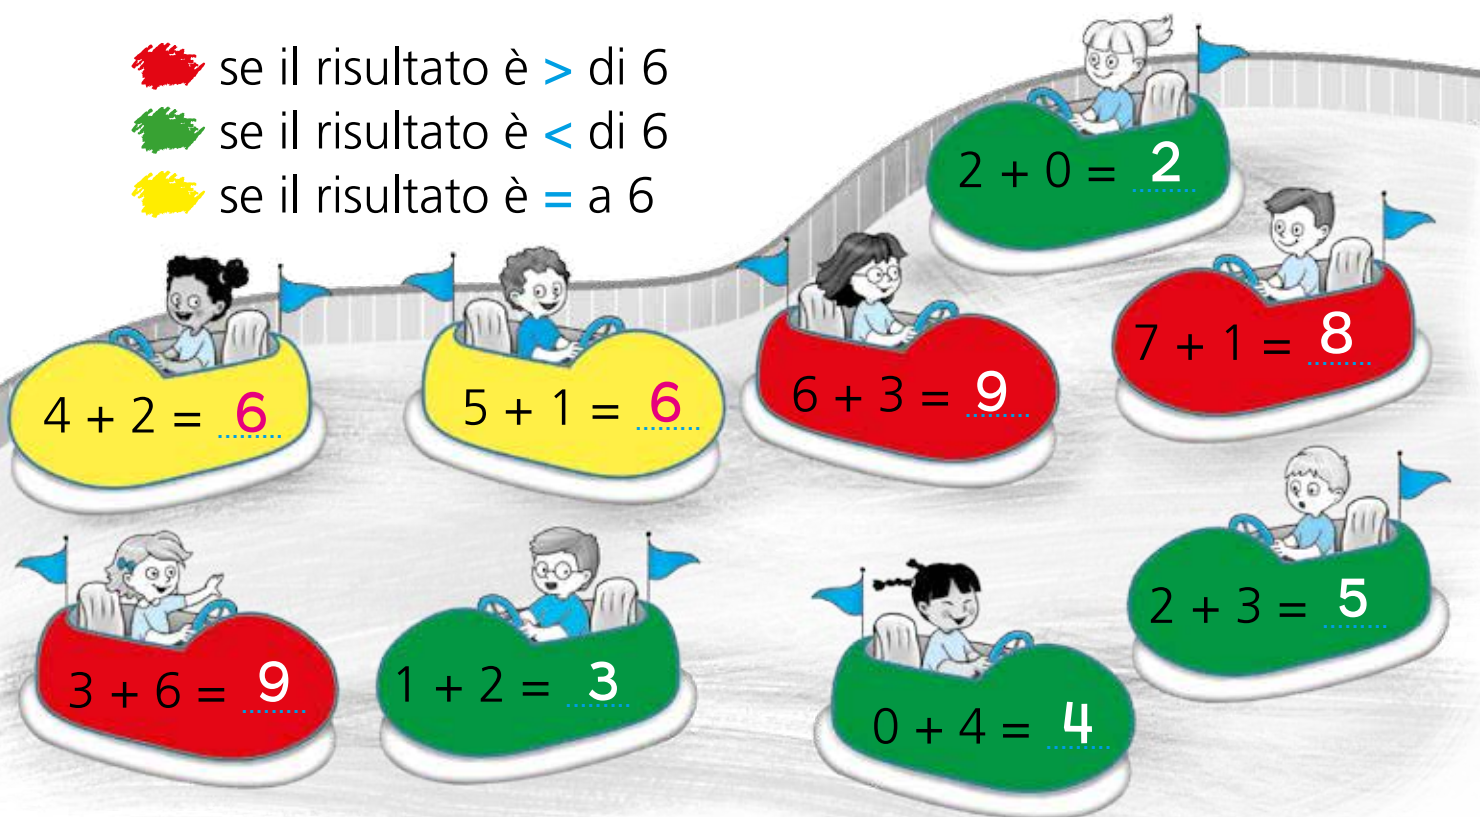 se il risultato è > di 6
se il risultato è < di 6
se il risultato è = a 6
2 + 0 = 2
7 + 1 = 8
4 + 2 = 6
5 + 1 = 6
6 + 3 = 9
2 + 3 = 5
3 + 6 = 9
1 + 2 = 3
0 + 4 = 4